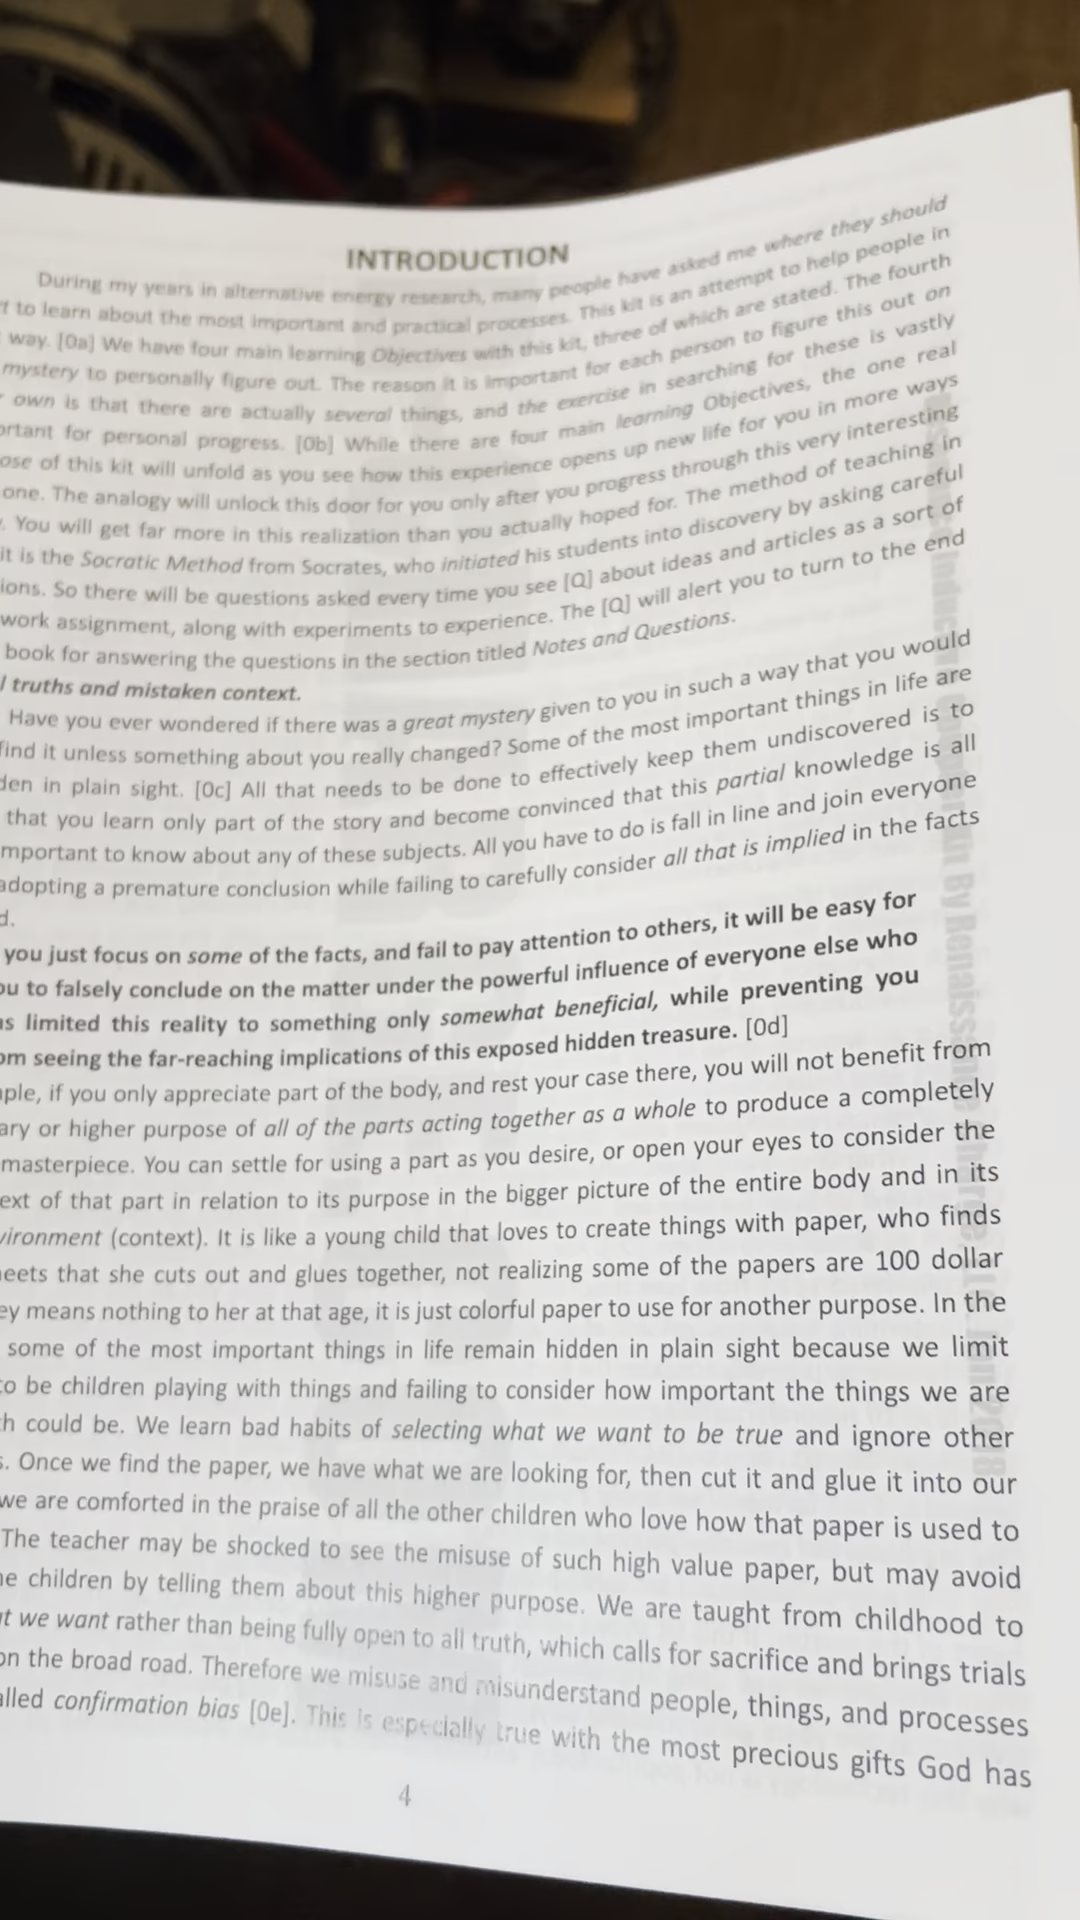 INTRODUCTION
During my years in alternative energy research, many people have asked me where they should
t to learn about the most important and practical processes. This kit is an attempt to help people in
way. [0a] We have four main learning Objectives with this kit, three of which are stated. The fourth
mystery to personally figure out. The reason it is important for each person to figure this out on
own is that there are actually several things, and the exercise in searching for these is vastly
ortant for personal progress. [0b] While there are four main learning Objectives, the one real
ose of this kit will unfold as you see how this experience opens up new life for you in more ways
one. The analogy will unlock this door for you only after you progress through this very interesting
. You will get far more in this realization than you actually hoped for. The method of teaching in
it is the Socratic Method from Socrates, who initiated his students into discovery by asking careful
ions. So there will be questions asked every time you see [Q] about ideas and articles as a sort of
work assignment, along with experiments to experience. The [Q] will alert you to turn to the end
book for answering the questions in the section titled Notes and Questions.
l truths and mistaken context.
Have you ever wondered if there was a great mystery given to you in such a way that you would
find it unless something about you really changed? Some of the most important things in life are
den in plain sight. [0c] All that needs to be done to effectively keep them undiscovered is to
that you learn only part of the story and become convinced that this partial knowledge is all
mportant to know about any of these subjects. All you have to do is fall in line and join everyone
adopting a premature conclusion while failing to carefully consider all that is implied in the facts
d.
you just focus on some of the facts, and fail to pay attention to others, it will be easy for
ou to falsely conclude on the matter under the powerful influence of everyone else who
as limited this reality to something only somewhat beneficial, while preventing you
om seeing the far-reaching implications of this exposed hidden treasure. [0d]
mple, if you only appreciate part of the body, and rest your case there, you will not benefit from
ary or higher purpose of all of the parts acting together as a whole to produce a completely
masterpiece. You can settle for using a part as you desire, or open your eyes to consider the
ext of that part in relation to its purpose in the bigger picture of the entire body and in its
vironment (context). It is like a young child that loves to create things with paper, who finds
heets that she cuts out and glues together, not realizing some of the papers are 100 dollar
ey means nothing to her at that age, it is just colorful paper to use for another purpose. In the
some of the most important things in life remain hidden in plain sight because we limit
to be children playing with things and failing to consider how important the things we are
th could be. We learn bad habits of selecting what we want to be true and ignore other
s. Once we find the paper, we have what we are looking for, then cut it and glue it into our
we are comforted in the praise of all the other children who love how that paper is used to
The teacher may be shocked to see the misuse of such high value paper, but may avoid
he children by telling them about this higher purpose. We are taught from childhood to
at we want rather than being fully open to all truth, which calls for sacrifice and brings trials
on the broad road. Therefore we misuse and misunderstand people, things, and processes
alled confirmation bias [0e]. This is especially true with the most precious gifts God has
4